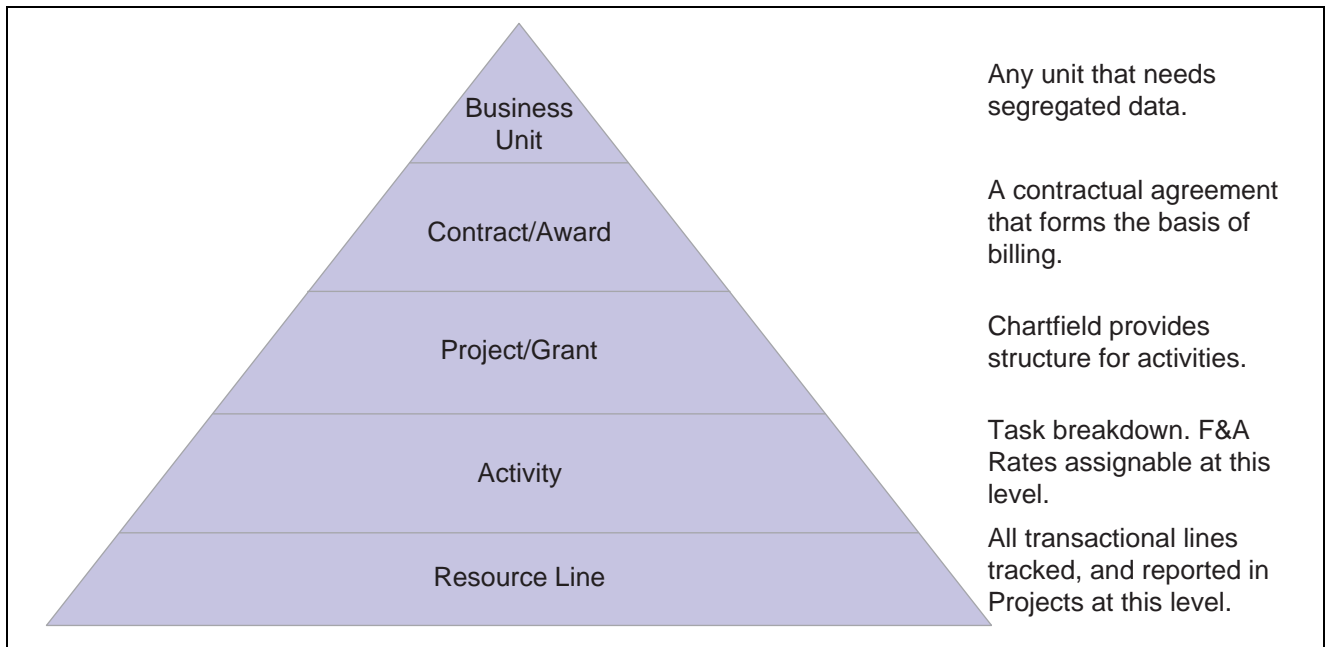 Business
Unit
Any unit that needs
segregated data.
Contract/Award
A contractual agreement
that forms the basis of
billing.
Project/Grant
Chartfield provides
structure for activities.
Activity
Task breakdown. F&A
Rates assignable at this
level.
Resource Line
All transactional lines
tracked, and reported in
Projects at this level.